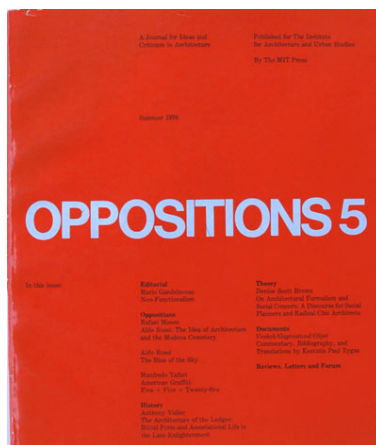 A Journal for Ideas and
Criticism in Architecture
Published for The Institute
for Architecture and Urban Studies
By The MIT Press
Summer 1976
OPPOSITIONS 5
In this issue:
Editorial
Mario Gandelsonas
Neo-Functionalism
Oppositions
Rafael Moneo
Aldo Rossi: The Idea of Architecture
and the Modena Cemetery
Aldo Rossi
The Blue of the Sky
Manfredo Tafuri
American Graffiti:
Five × Five = Twenty-five
History
Anthony Vidler
The Architecture of the Lodges:
Ritual Form and Associational Life in
the Late Enlightenment
Theory
Denise Scott Brown
On Architectural Formalism and
Social Concern: A Discourse for Social
Planners and Radical Chic Architects
Documents
Commentary, Bibliography, and
Translations by Kestutis Paul Zygas
Reviews, Letters and Forum